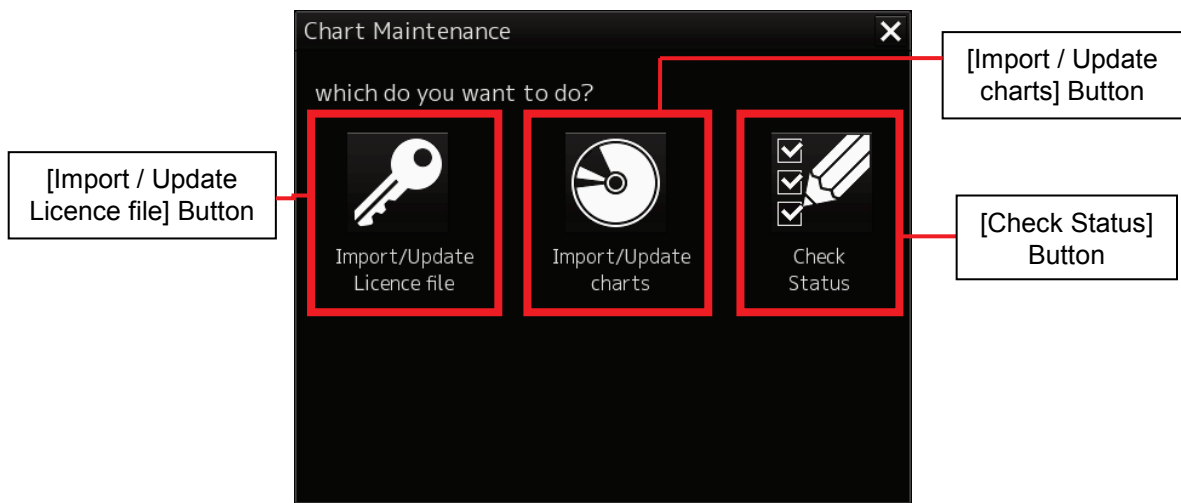 Chart Maintenance
which do you want to do?
Import/Update
Licence file
Import/Update
charts
Check
Status
[Import / Update
Licence file] Button
[Import / Update
charts] Button
[Check Status]
Button